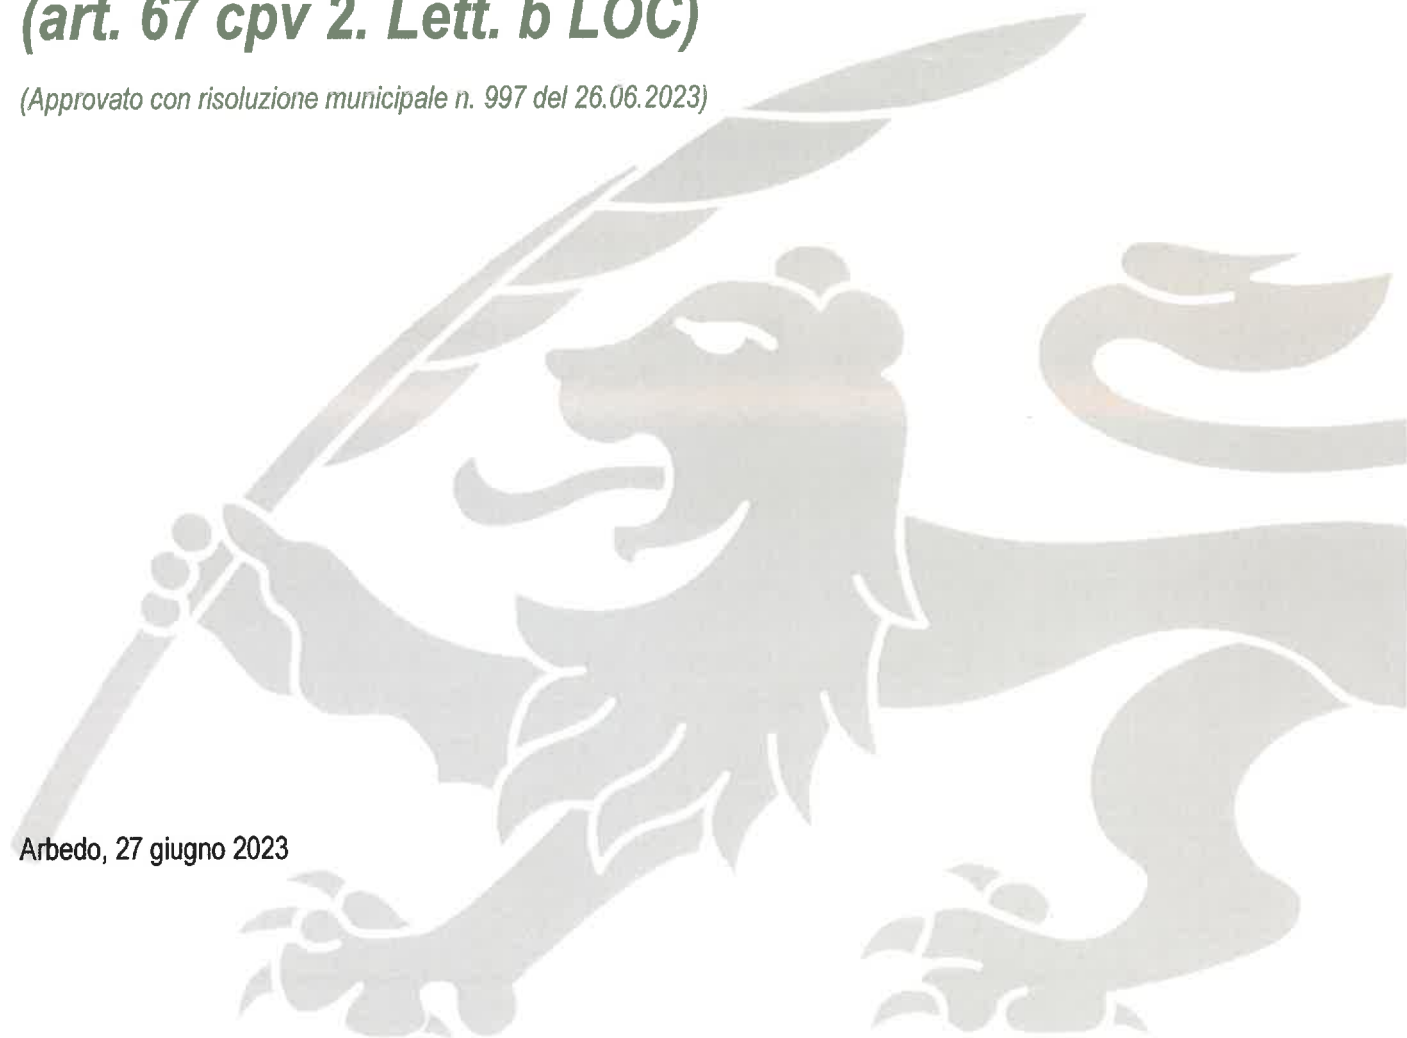 (art. 67 cpv 2. Lett. b LOC)
(Approvato con risoluzione municipale n. 997 del 26.06.2023)
Arbedo, 27 giugno 2023